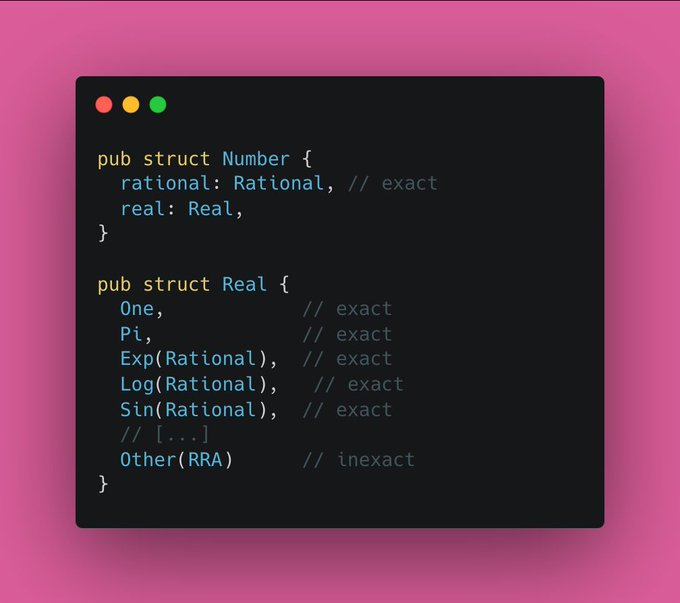 pub struct Number {
  rational: Rational, // exact
  real: Real,
}
pub struct Real {
  One,            // exact
  Pi,             // exact
  Exp(Rational),  // exact
  Log(Rational),   // exact
  Sin(Rational),  // exact
  // [...]
  Other(RRA)      // inexact
}